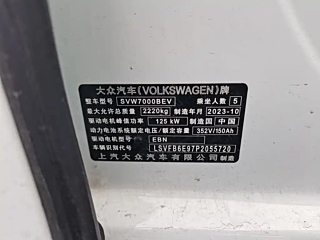 大众汽车(VOLKSWAGEN)牌
整车型号 SVW7000BEV 乘坐人数 5
最大允许总质量 2220kg 制造年月 2023-10
驱动电机峰值功率 125 kW 制造国 中国
动力电池系统额定电压/额定容量 352V/150Ah
驱动电机型号 EBN
车辆识别代号 LSVFB6E97P2055720
上汽大众汽车有限公司 制造